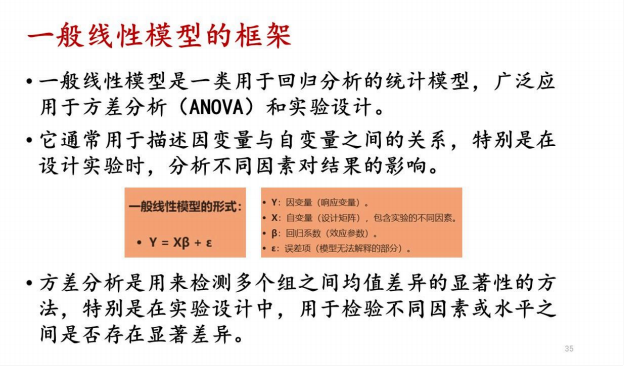 一般线性模型的框架
• 一般线性模型是一类用于回归分析的统计模型，广泛应
用于方差分析（ANOVA）和实验设计。
• 它通常用于描述因变量与自变量之间的关系，特别是在
设计实验时，分析不同因素对结果的影响。
一般线性模型的形式：
• Y = Xβ + ε
• Y：因变量（响应变量）。
• X：自变量（设计矩阵），包含实验的不同因素。
• β：回归系数（效应参数）。
• ε：误差项（模型无法解释的部分）。
• 方差分析是用来检测多个组之间均值差异的显著性的方
法，特别是在实验设计中，用于检验不同因素或水平之
间是否存在显著差异。
35